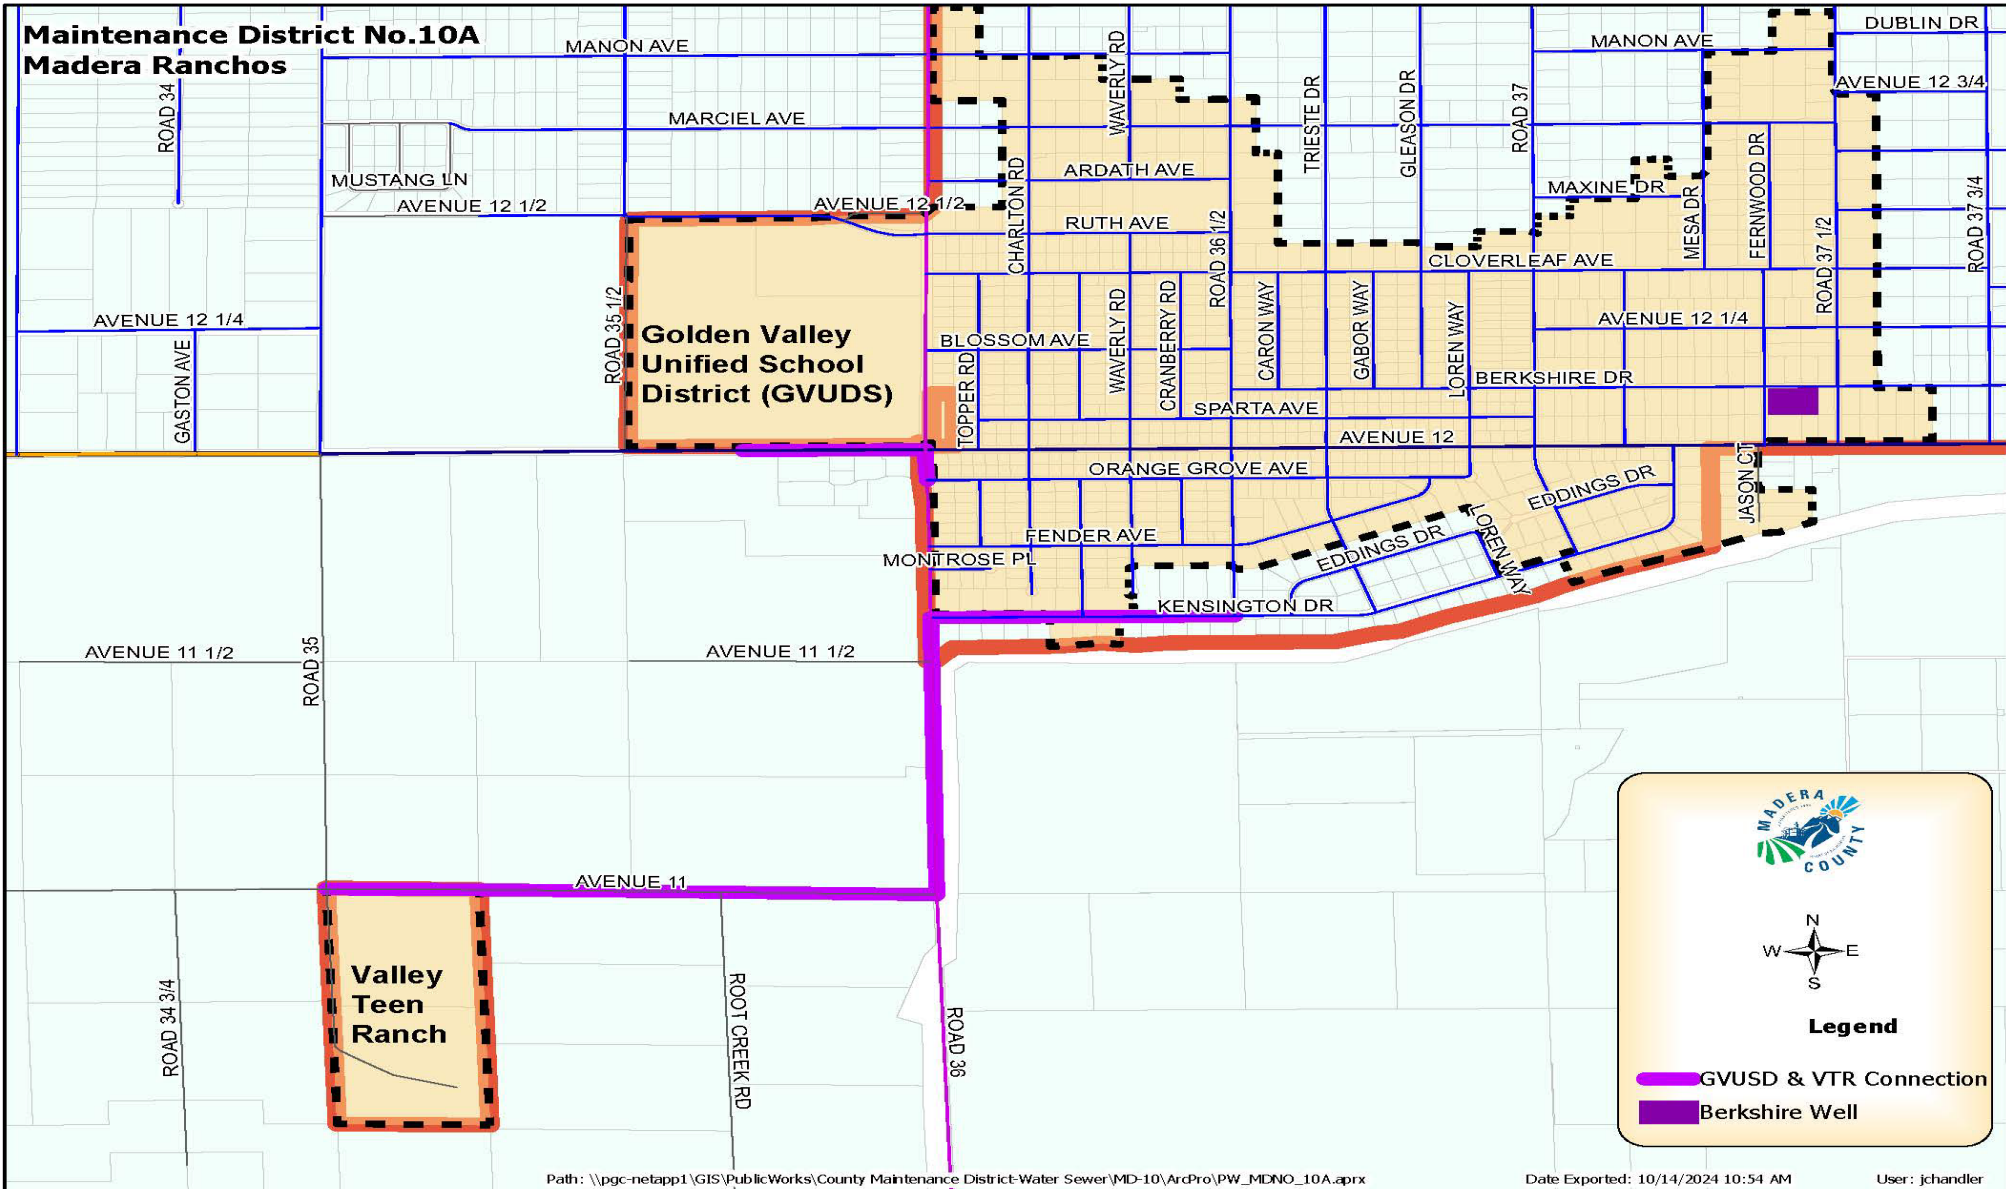 Maintenance District No.10A
Madera Ranchos
MANON AVE
WAVERLY RD
MANON AVE
DUBLIN DR
ROAD 34
MARCIEL AVE
TRIESTE DR
GLEASON DR
ROAD 37
AVENUE 12 3/4
MUSTANG LN
ARDATH AVE
MAXINE DR
FERNWOOD DR
AVENUE 12 1/2
AVENUE 12 1/2
CHARLTON RD
RUTH AVE
ROAD 36 1/2
MESA DR
ROAD 37 1/2
ROAD 37 3/4
CLOVERLEAF AVE
AVENUE 12 1/4
GASTON AVE
ROAD 35 1/2
Golden Valley
Unified School
District (GVUDS)
BLOSSOM AVE
TOPPER RD
WAVERLY RD
CRANBERRY RD
CARON WAY
GABOR WAY
LOREN WAY
AVENUE 12 1/4
BERKSHIRE DR
SPARTA AVE
AVENUE 12
ORANGE GROVE AVE
EDDINGS DR
JASON CT
FENDER AVE
EDDINGS DR
LOREN WAY
MONTROSE PL
KENSINGTON DR
AVENUE 11 1/2
ROAD 35
AVENUE 11 1/2
AVENUE 11
Valley
Teen
Ranch
ROAD 34 3/4
ROOT CREEK RD
ROAD 36
MADERA
COUNTY
N
W E
S
Legend
GVUSD & VTR Connection
Berkshire Well
Path: \\pgc-netapp1\GIS\PublicWorks\County Maintenance District-Water Sewer\MD-10\ArcPro\PW_MDNO_10A.aprx
Date Exported: 10/14/2024 10:54 AM
User: jchandler